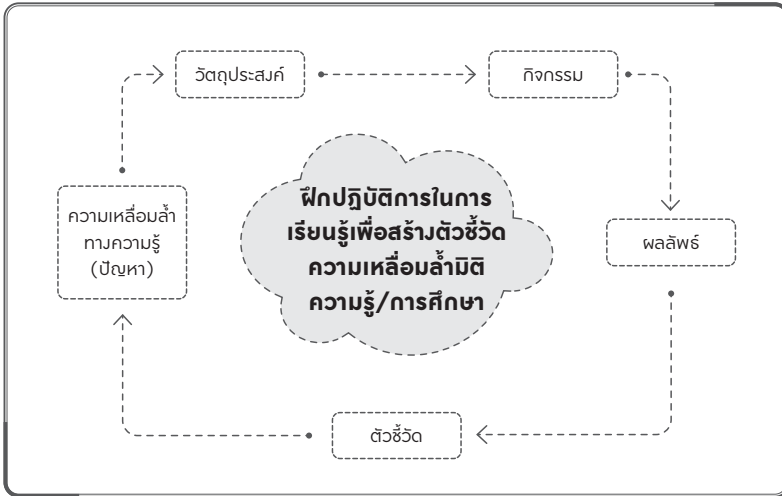 วัตถุประสงค์
กิจกรรม
ความเหลื่อมล้ำ
ทางความรู้
(ปัญหา)
ฝึกปฏิบัติการในการ
เรียนรู้เพื่อสร้างตัวชี้วัด
ความเหลื่อมล้ำมิติ
ความรู้/การศึกษา
ผลลัพธ์
ตัวชี้วัด